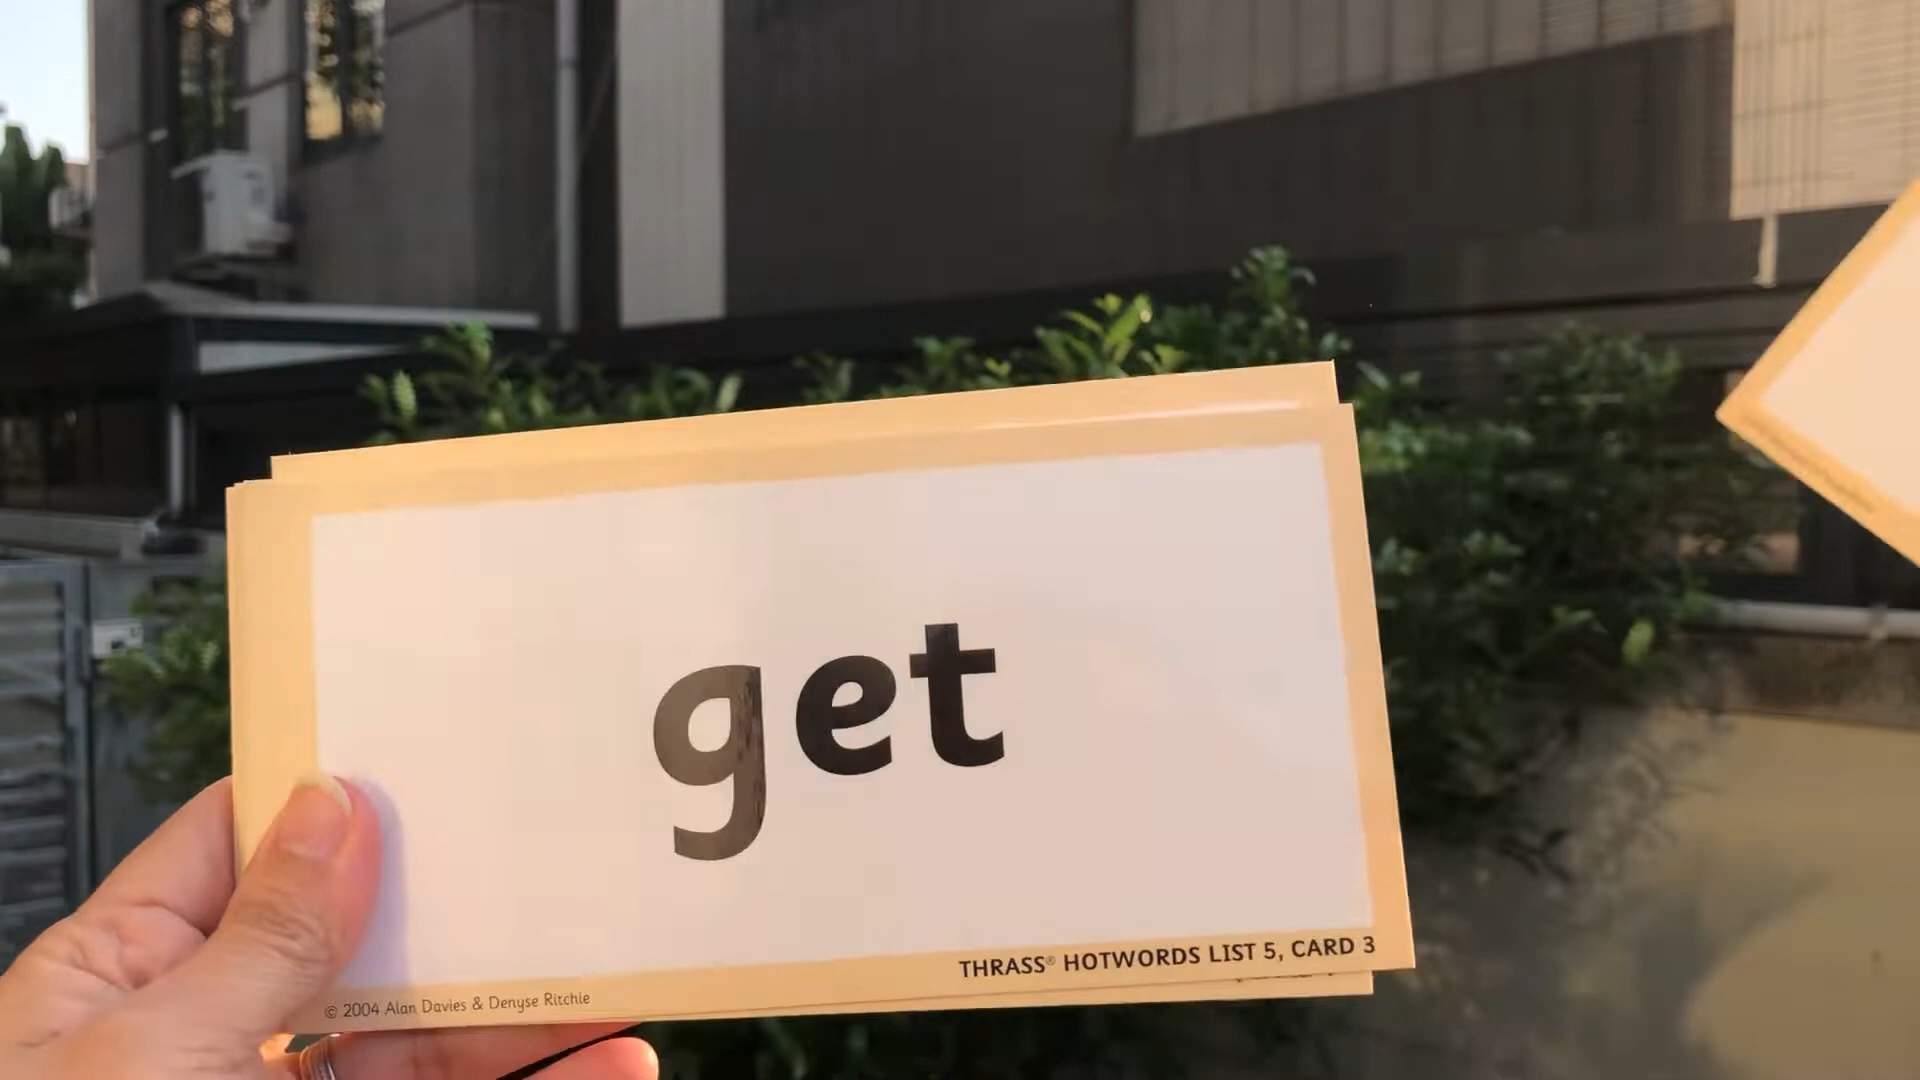 get
THRASS® HOTWORDS LIST 5, CARD 3
© 2004 Alan Davies & Denyse Ritchie